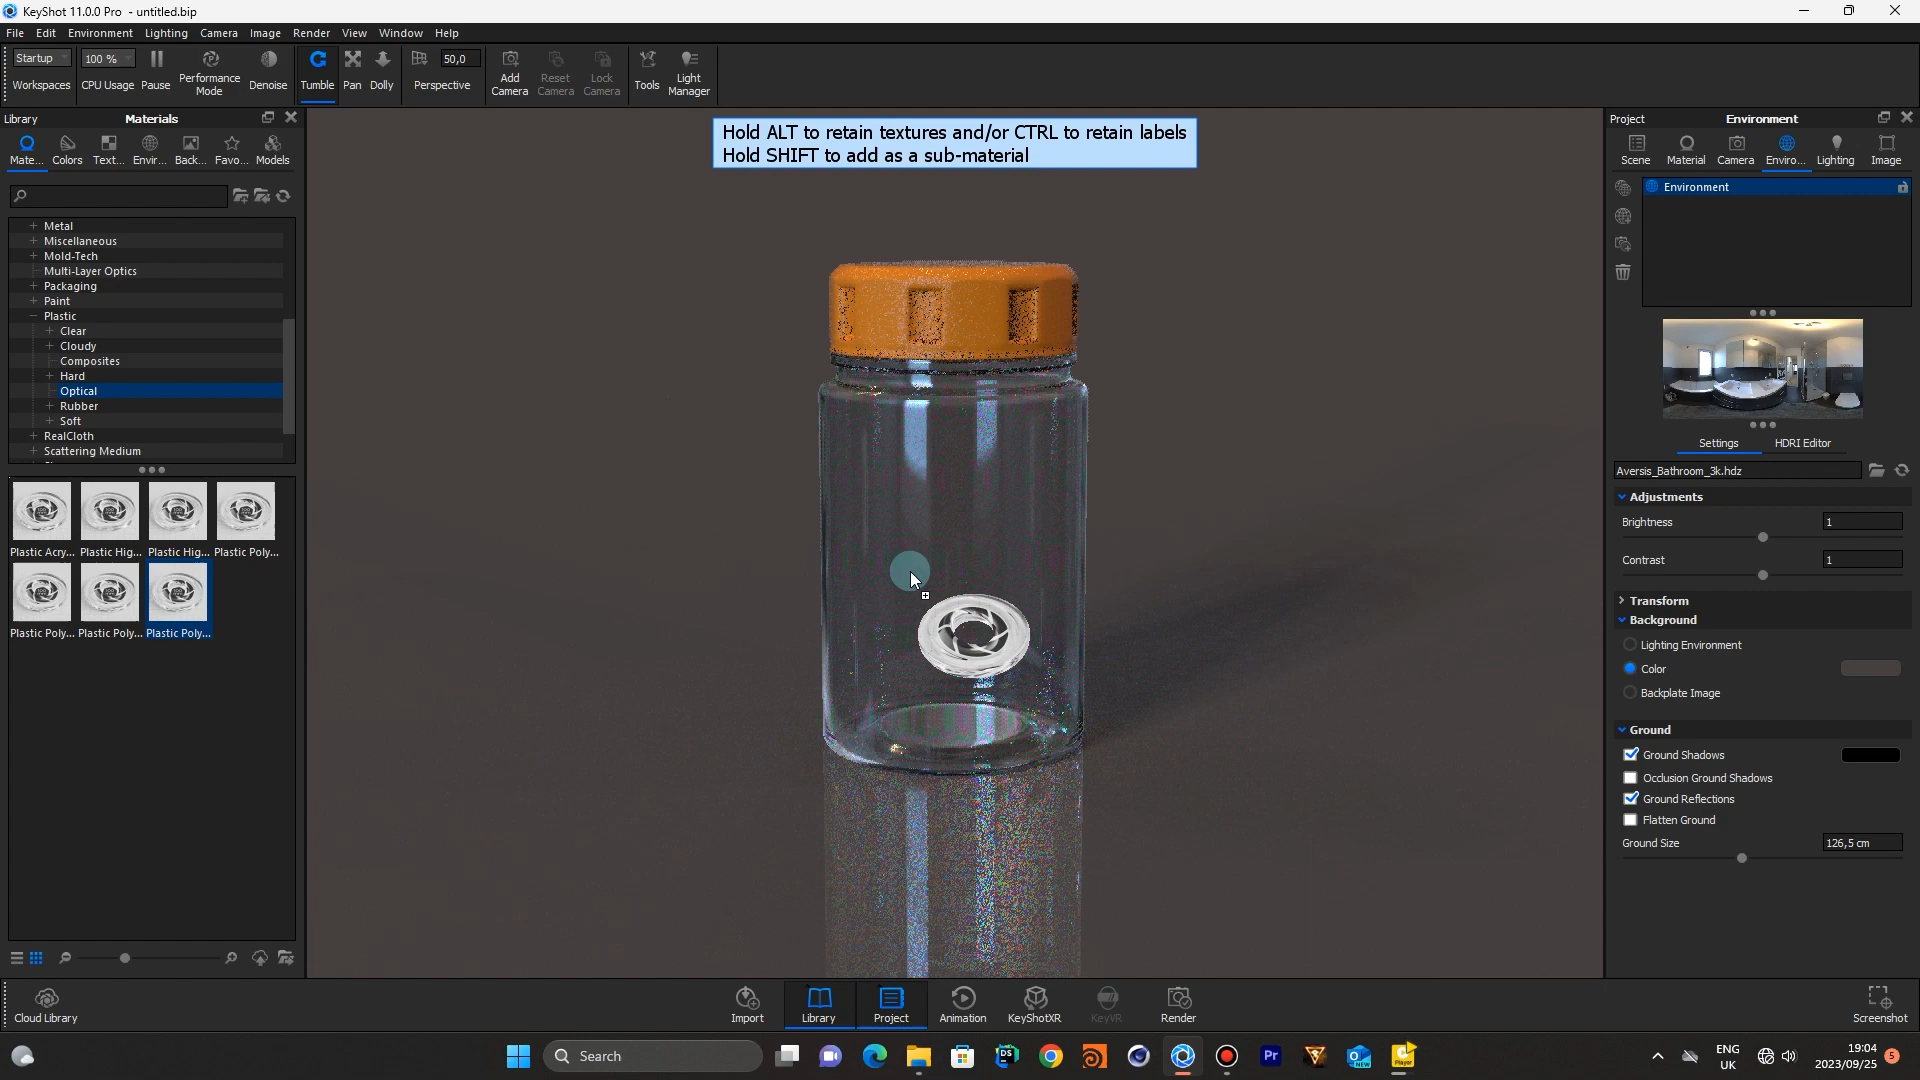 KeyShot 11.0.0 Pro - untitled.bip
File Edit Environment Lighting Camera Image Render View Window Help
Startup
Workspaces
100 %
CPU Usage
Pause
Performance Mode
Denoise
Tumble
Pan
Dolly
50,0
Perspective
Add Camera
Reset Camera
Lock Camera
Tools
Light Manager
Library
Materials
Mate... Colors Text... Envir... Back... Favo... Models
Metal
Miscellaneous
Mold-Tech
Multi-Layer Optics
Packaging
Paint
Plastic
Clear
Cloudy
Composites
Hard
Optical
Rubber
Soft
RealCloth
Scattering Medium
Plastic Acry... Plastic Hig... Plastic Hig... Plastic Poly...
Plastic Poly... Plastic Poly... Plastic Poly...
Hold ALT to retain textures and/or CTRL to retain labels
Hold SHIFT to add as a sub-material
Project
Environment
Scene Material Camera Enviro... Lighting Image
Environment
Settings
HDRI Editor
Aversis_Bathroom_3k.hdz
Adjustments
Brightness 1
Contrast 1
Transform
Background
Lighting Environment
Color
Backplate Image
Ground
Ground Shadows
Occlusion Ground Shadows
Ground Reflections
Flatten Ground
Ground Size 126,5 cm
Cloud Library
Import
Library
Project
Animation
KeyShotXR
KeyVR
Render
Screenshot
Search
DS
Pr
NEW
Player
ENG
UK
19:04
2023/09/25
5